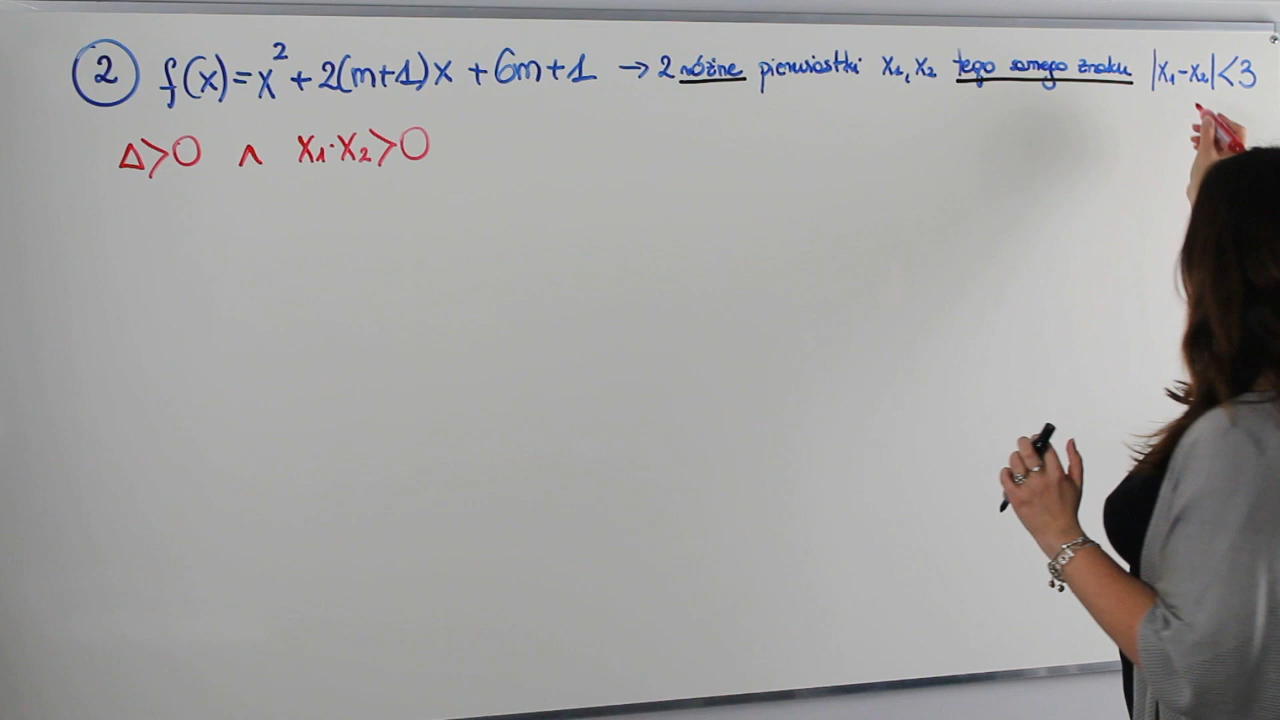 2 f(x)=x²+2(m+1)x+6m+1 → 2 różne pierwiastki x₁, x₂ tego samego znaku |x₁-x₂|<3
Δ>0 ∧ x₁·x₂>0